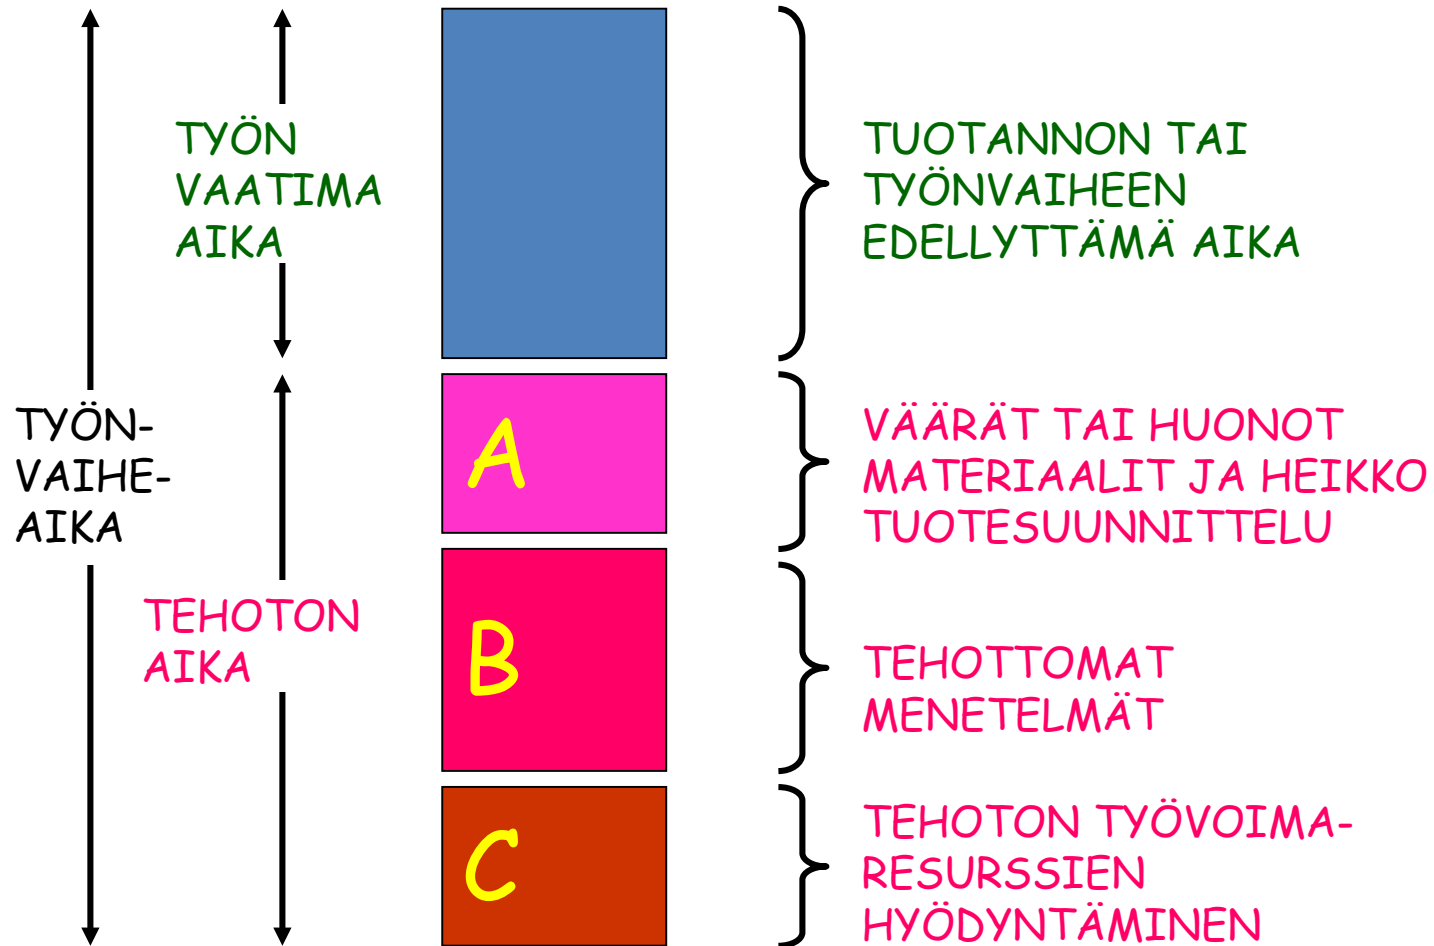 TYÖN
VAATIMA
AIKA
TUOTANNON TAI
TYÖNVAIHEEN
EDELLYTTÄMÄ AIKA
TYÖN-
VAIHE-
AIKA
A
VÄÄRÄT TAI HUONOT
MATERIAALIT JA HEIKKO
TUOTESUUNNITTELU
TEHOTON
AIKA
B
TEHOTTOMAT
MENETELMÄT
C
TEHOTON TYÖVOIMA-
RESURSSIEN
HYÖDYNTÄMINEN